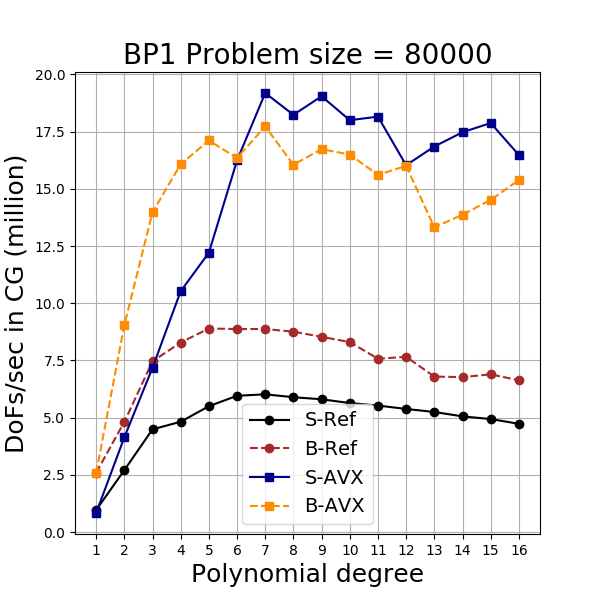 BP1 Problem size = 80000
DoFs/sec in CG (million)
20.0
17.5
15.0
12.5
10.0
7.5
5.0
2.5
0.0
S-Ref
B-Ref
S-AVX
B-AVX
1 2 3 4 5 6 7 8 9 10 11 12 13 14 15 16
Polynomial degree